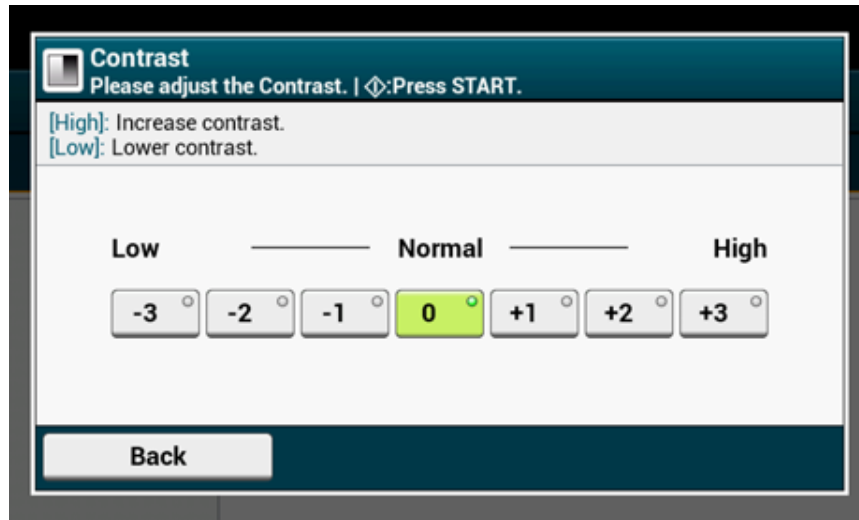 Contrast
Please adjust the Contrast. | :Press START.
[High]: Increase contrast.
[Low]: Lower contrast.
Low Normal High
-3 -2 -1 0 +1 +2 +3
Back